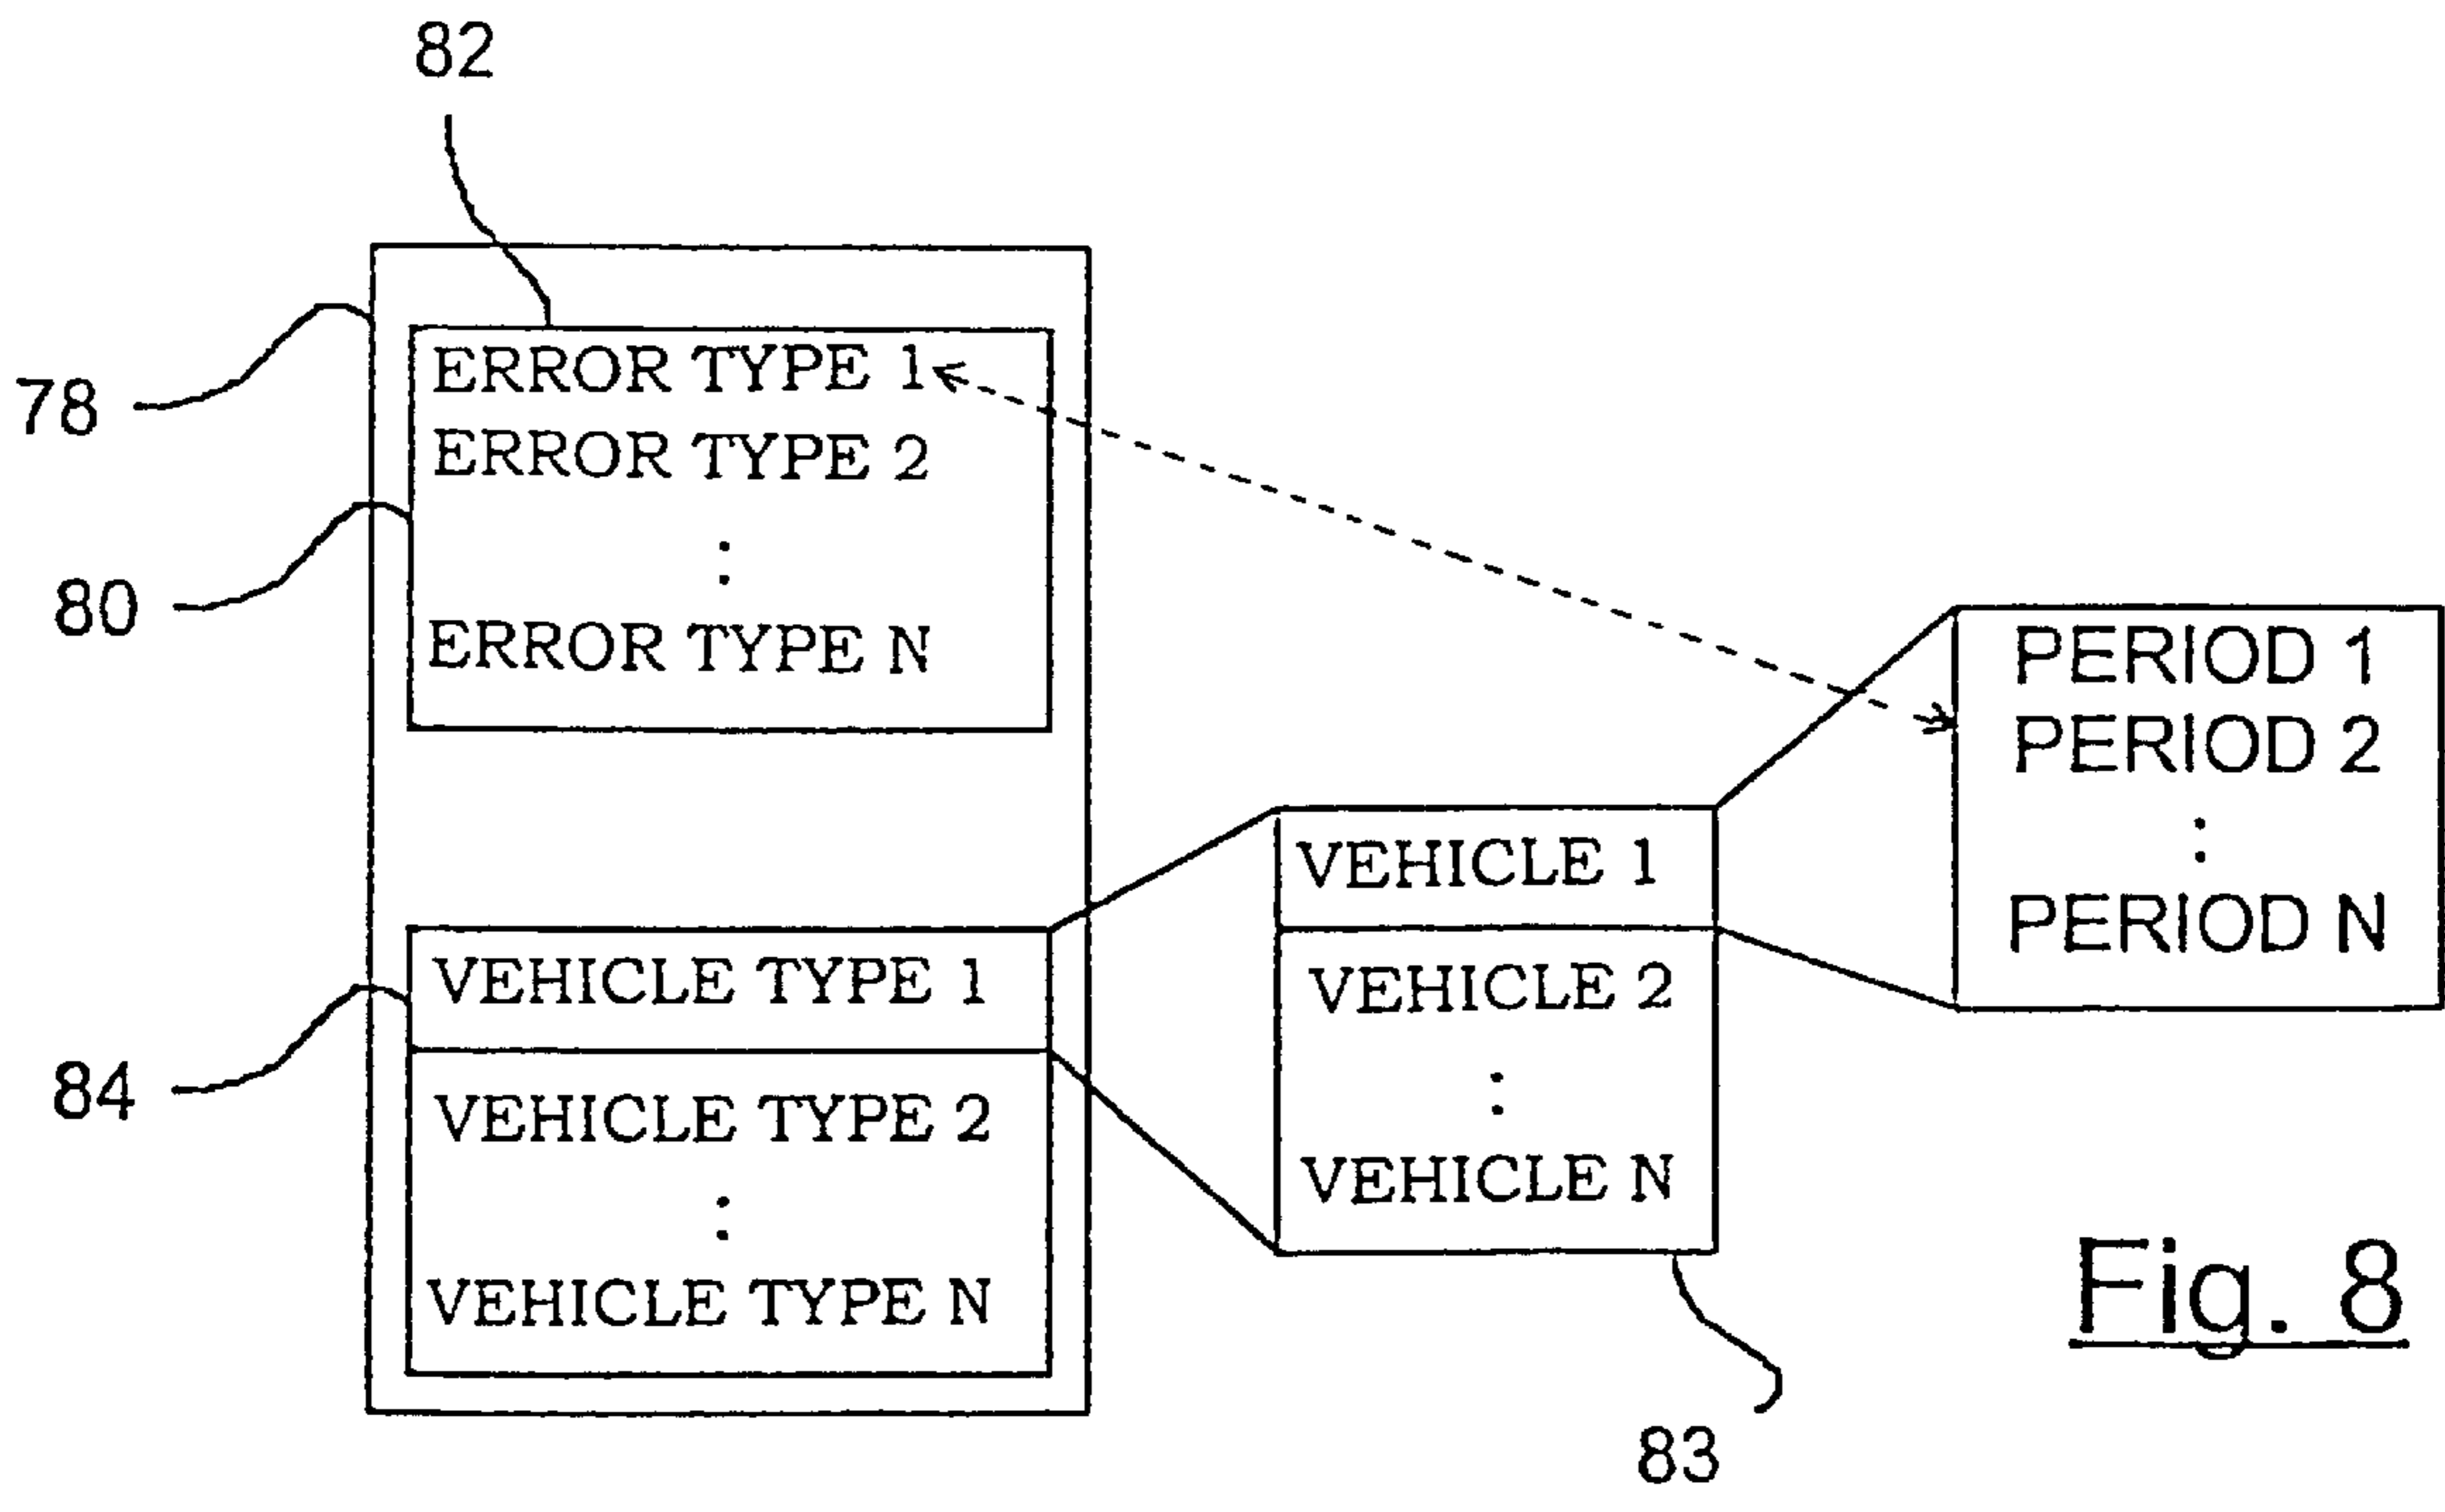 82
78
ERROR TYPE 1
ERROR TYPE 2
:
ERROR TYPE N
80
PERIOD 1
PERIOD 2
:
PERIOD N
VEHICLE 1
VEHICLE 2
:
VEHICLE N
84
VEHICLE TYPE 1
VEHICLE TYPE 2
:
VEHICLE TYPE N
83
Fig. 8